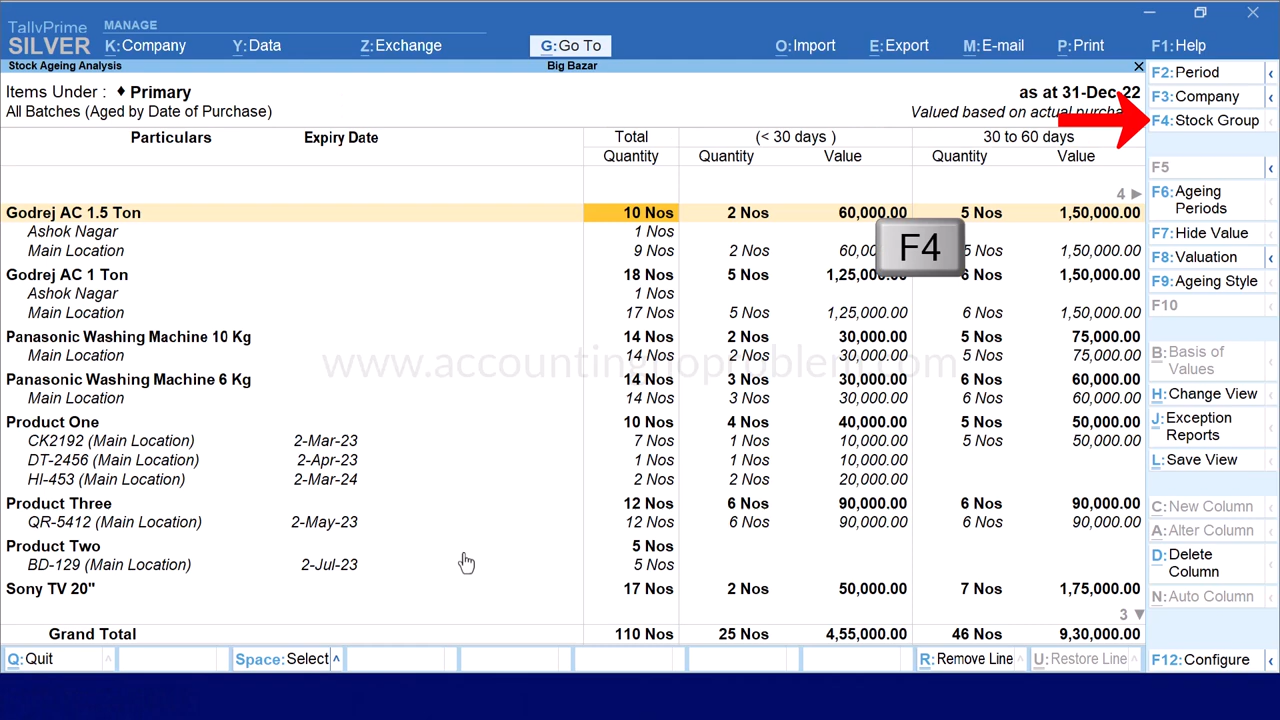 TallyPrime MANAGE
SILVER K:Company Y:Data Z:Exchange G:Go To O:Import E:Export M:E-mail P:Print F1:Help
Stock Ageing Analysis Big Bazar
Items Under : ♦ Primary as at 31-Dec-22
All Batches (Aged by Date of Purchase) Valued based on actual purcha
Particulars Expiry Date Total (< 30 days ) 30 to 60 days
Quantity Quantity Value Quantity Value
4 ►
Godrej AC 1.5 Ton 10 Nos 2 Nos 60,000.00 5 Nos 1,50,000.00
Ashok Nagar 1 Nos
Main Location 9 Nos 2 Nos 60,00 Nos 1,50,000.00
Godrej AC 1 Ton 18 Nos 5 Nos 1,25,000.00 6 Nos 1,50,000.00
Ashok Nagar 1 Nos
Main Location 17 Nos 5 Nos 1,25,000.00 6 Nos 1,50,000.00
Panasonic Washing Machine 10 Kg 14 Nos 2 Nos 30,000.00 5 Nos 75,000.00
Main Location 14 Nos 2 Nos 30,000.00 5 Nos 75,000.00
Panasonic Washing Machine 6 Kg 14 Nos 3 Nos 30,000.00 6 Nos 60,000.00
Main Location 14 Nos 3 Nos 30,000.00 6 Nos 60,000.00
Product One 10 Nos 4 Nos 40,000.00 5 Nos 50,000.00
CK2192 (Main Location) 2-Mar-23 7 Nos 1 Nos 10,000.00 5 Nos 50,000.00
DT-2456 (Main Location) 2-Apr-23 1 Nos 1 Nos 10,000.00
HI-453 (Main Location) 2-Mar-24 2 Nos 2 Nos 20,000.00
Product Three 12 Nos 6 Nos 90,000.00 6 Nos 90,000.00
QR-5412 (Main Location) 2-May-23 12 Nos 6 Nos 90,000.00 6 Nos 90,000.00
Product Two 5 Nos
BD-129 (Main Location) 2-Jul-23 5 Nos
Sony TV 20" 17 Nos 2 Nos 50,000.00 7 Nos 1,75,000.00
3 ▼
Grand Total 110 Nos 25 Nos 4,55,000.00 46 Nos 9,30,000.00
Q:Quit Space:Select R:Remove Line U:Restore Line F12:Configure
F2:Period
F3:Company
F4:Stock Group
F5
F6:Ageing
Periods
F7:Hide Value
F8:Valuation
F9:Ageing Style
F10
B:Basis of
Values
H:Change View
J:Exception
Reports
L:Save View
C:New Column
A:Alter Column
D:Delete
Column
N:Auto Column
F4
www.accountingnoproblem.com